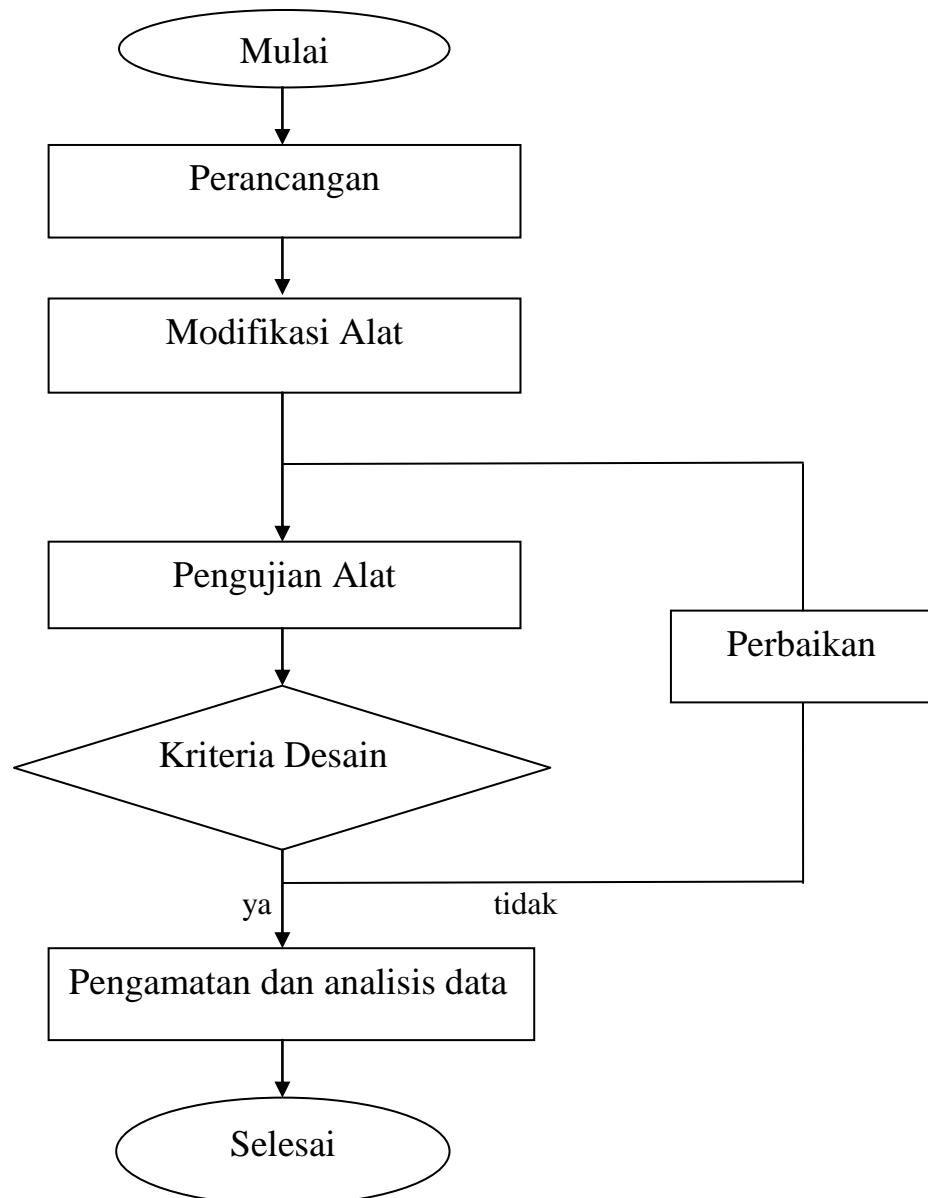 Mulai
Perancangan
Modifikasi Alat
Pengujian Alat
Perbaikan
Kriteria Desain
ya
tidak
Pengamatan dan analisis data
Selesai